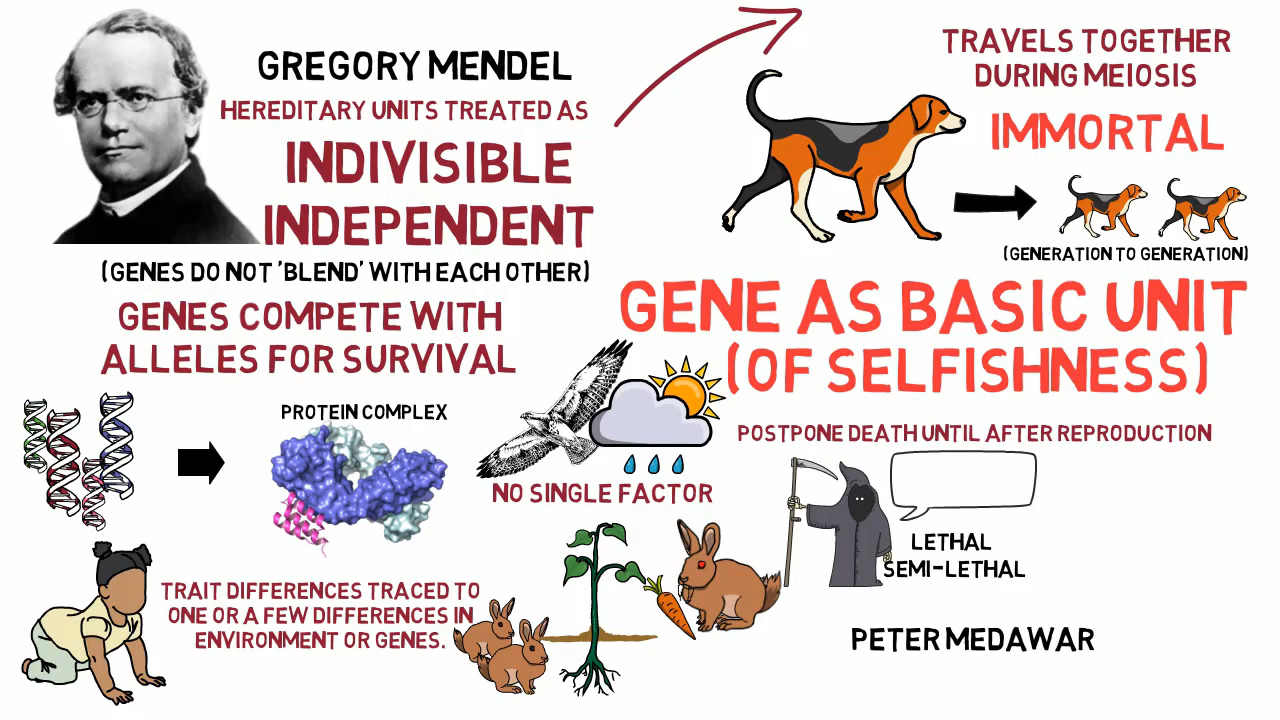 GREGORY MENDEL
HEREDITARY UNITS TREATED AS
INDIVISIBLE
INDEPENDENT
(GENES DO NOT 'BLEND' WITH EACH OTHER)
GENES COMPETE WITH
ALLELES FOR SURVIVAL
PROTEIN COMPLEX
TRAIT DIFFERENCES TRACED TO
ONE OR A FEW DIFFERENCES IN
ENVIRONMENT OR GENES.
NO SINGLE FACTOR
TRAVELS TOGETHER
DURING MEIOSIS
IMMORTAL
(GENERATION TO GENERATION)
GENE AS BASIC UNIT
(OF SELFISHNESS)
POSTPONE DEATH UNTIL AFTER REPRODUCTION
LETHAL
SEMI-LETHAL
PETER MEDAWAR